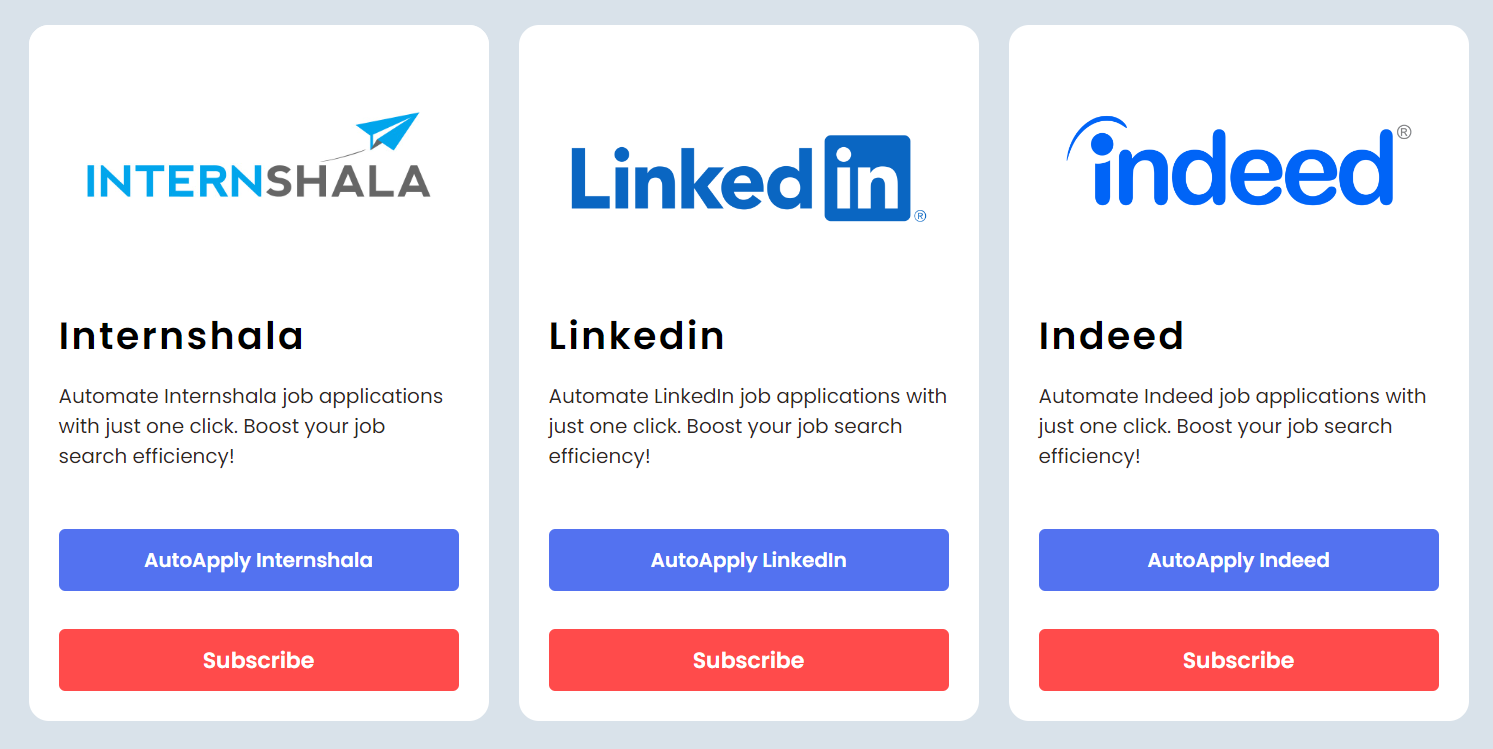 INTERNSHALA
Internshala
Automate Internshala job applications
with just one click. Boost your job
search efficiency!
AutoApply Internshala
Subscribe
Linkedin®
Linkedin
Automate LinkedIn job applications with
just one click. Boost your job search
efficiency!
AutoApply LinkedIn
Subscribe
indeed®
Indeed
Automate Indeed job applications with
just one click. Boost your job search
efficiency!
AutoApply Indeed
Subscribe